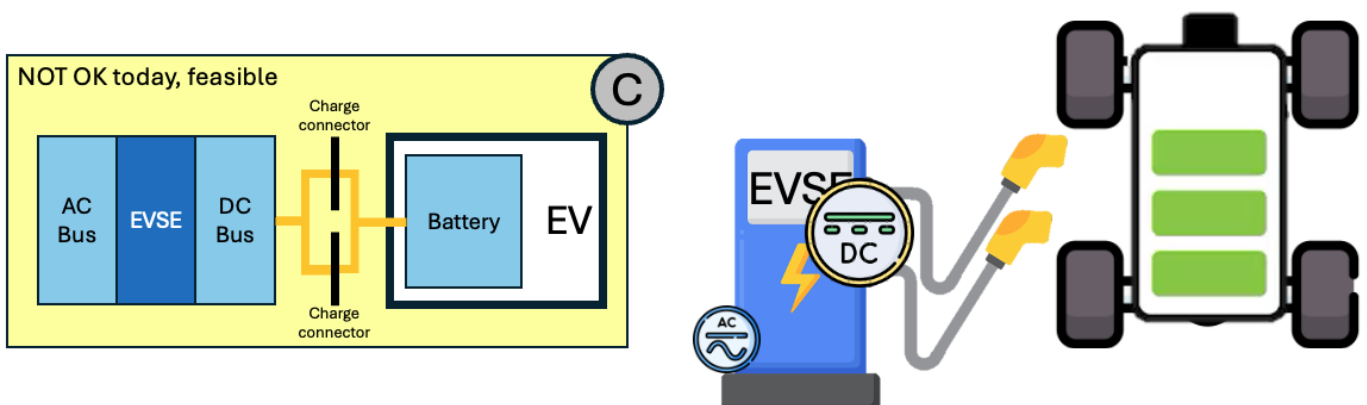 NOT OK today, feasible
C
Charge
connector
AC
Bus
EVSE
DC
Bus
Battery
EV
Charge
connector
EVSE
DC
AC